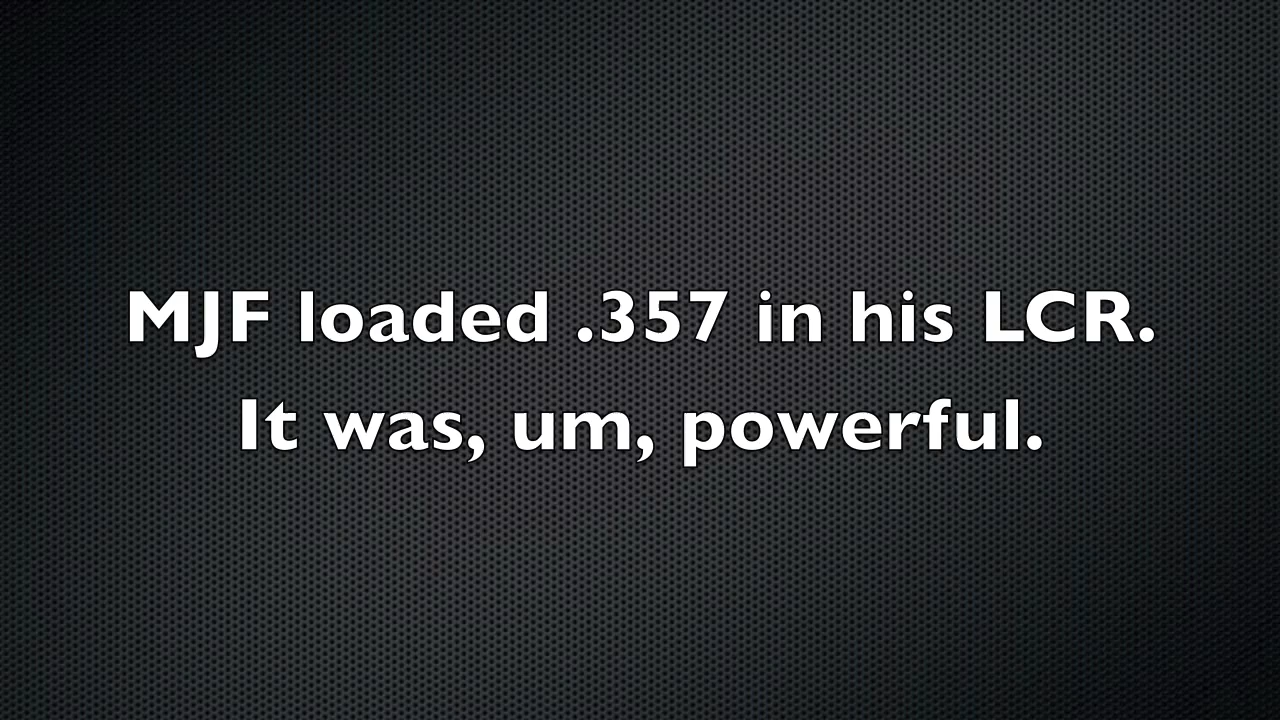 MJF loaded .357 in his LCR.
It was, um, powerful.